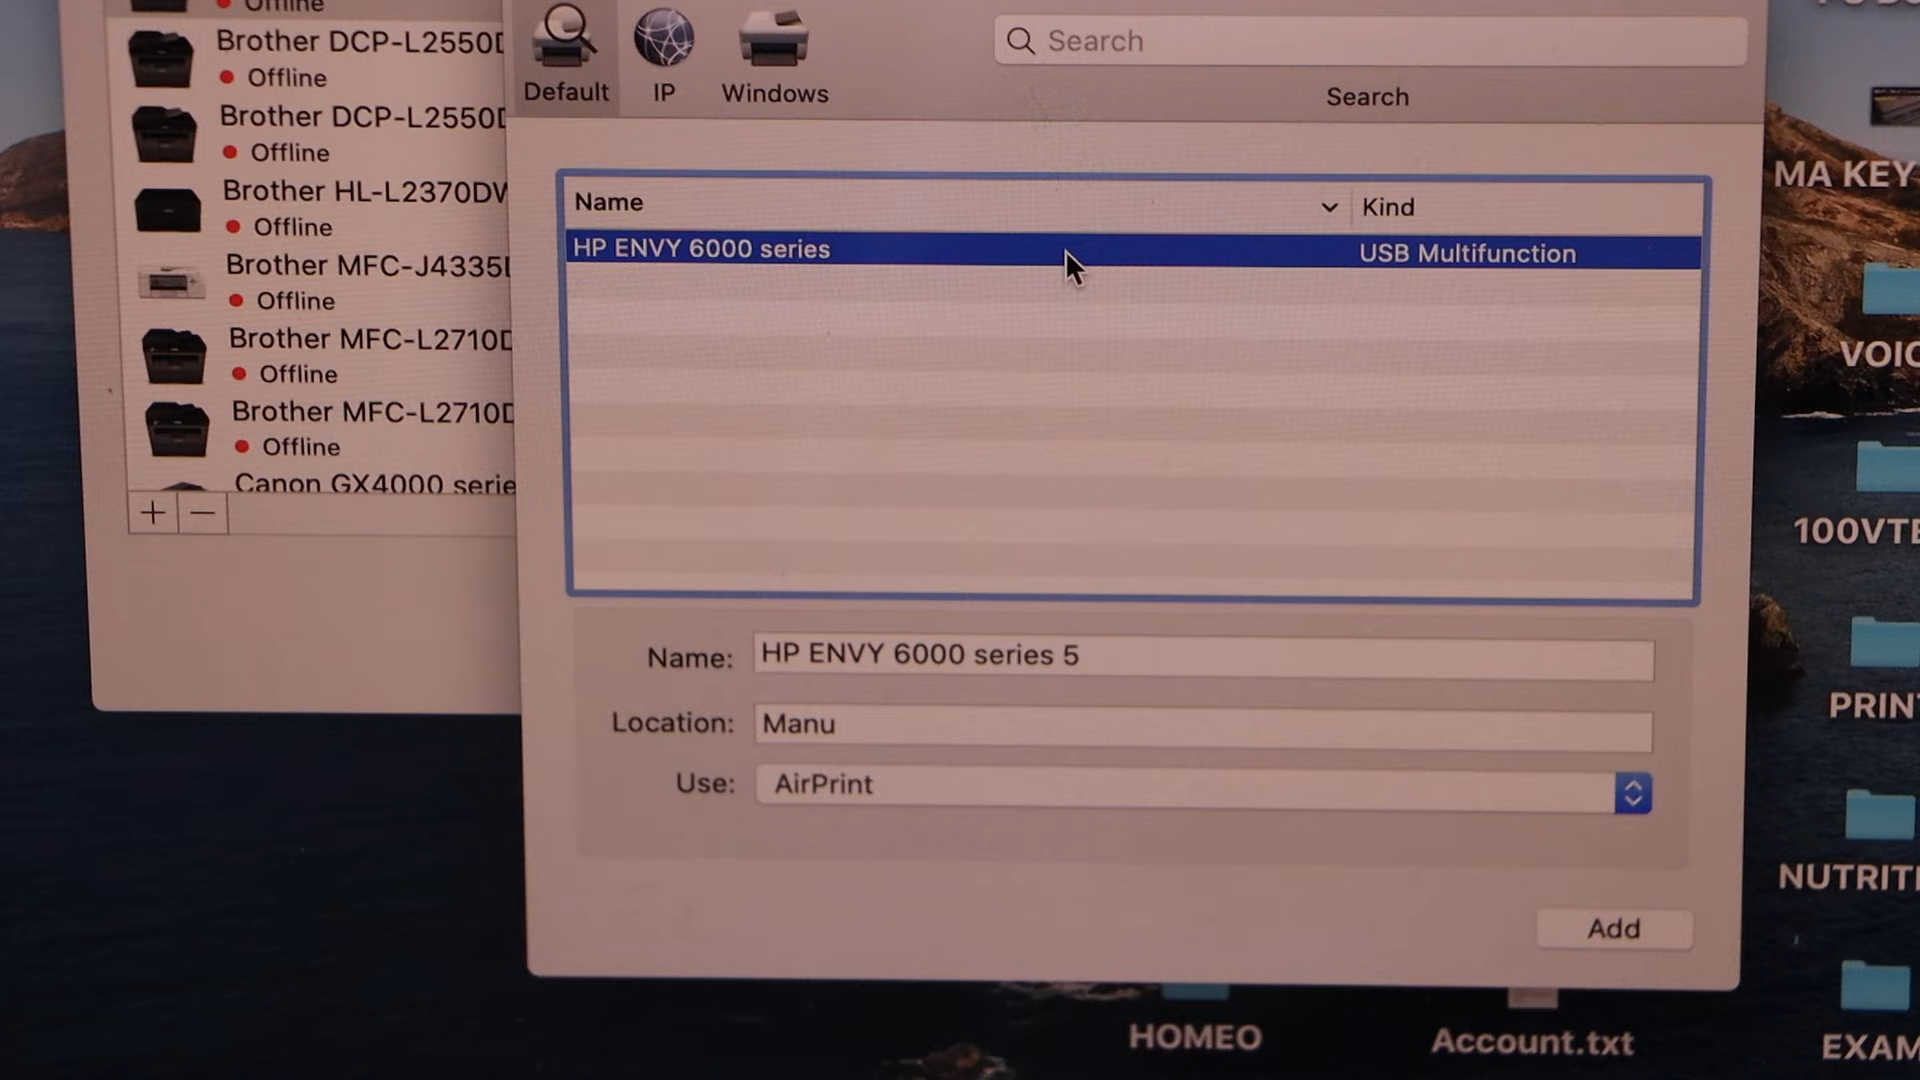 Offline
Brother DCP-L2550D
Offline
Brother DCP-L2550D
Offline
Brother HL-L2370DW
Offline
Brother MFC-J4335D
Offline
Brother MFC-L2710D
Offline
Brother MFC-L2710D
Offline
Canon GX4000 serie
Default
IP
Windows
Search
Search
Name
Kind
HP ENVY 6000 series
USB Multifunction
Name:
HP ENVY 6000 series 5
Location:
Manu
Use:
AirPrint
Add
MA KEY
VOIC
100VTE
PRINT
NUTRITI
EXAM
HOMEO
Account.txt